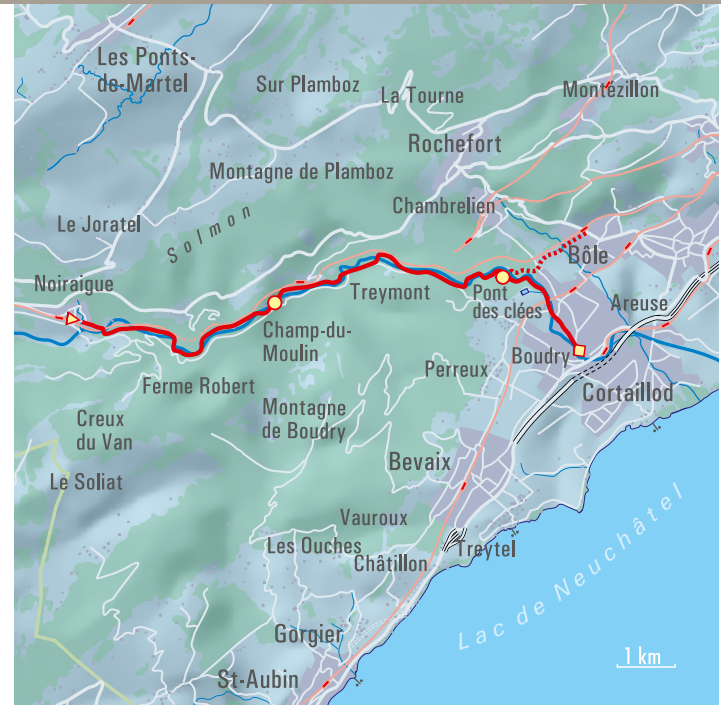 Les Ponts-
de-Martel
Sur Plamboz
La Tourne
Montézillon
Rochefort
Montagne de Plamboz
Chambrelien
Le Joratel
Solmon
Bôle
Noiraigue
Treymont
Pont
des clées
Areuse
Champ-du-
Moulin
Boudry
Perreux
Ferme Robert
Cortaillod
Montagne
de Boudry
Creux
du Van
Bevaix
Le Soliat
Vauroux
Les Ouches
Châtillon
Treytel
Lac de Neuchâtel
Gorgier
1 km
St-Aubin